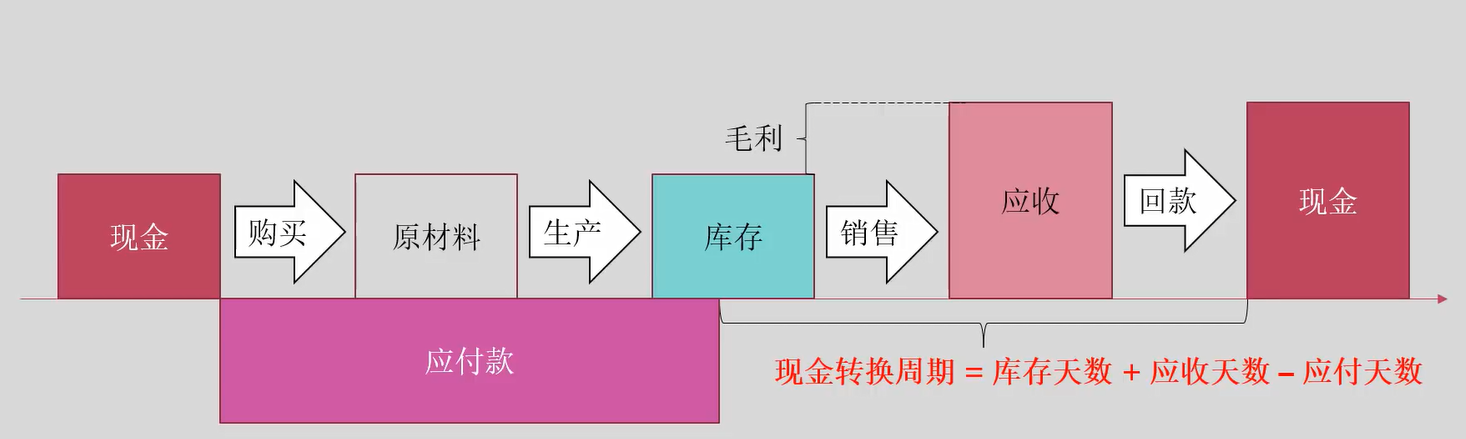 毛利
现金
购买
原材料
生产
库存
销售
应收
回款
现金
应付款
现金转换周期 = 库存天数 + 应收天数 – 应付天数